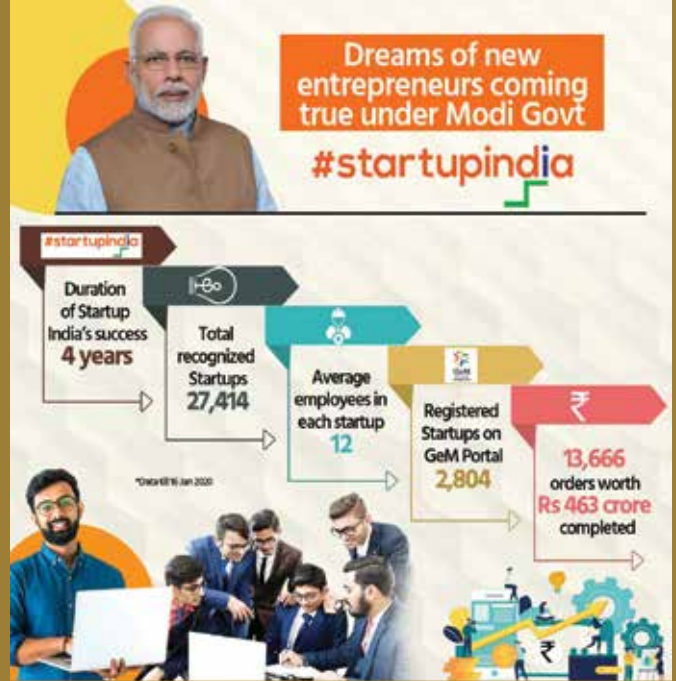 Dreams of new
entrepreneurs coming
true under Modi Govt
#startupindia
#startupindia
Duration
of Startup
India's success
4 years
Total
recognized
Startups
27,414
Average
employees in
each startup
12
GeM
Registered
Startups on
GeM Portal
2,804
₹
13,666
orders worth
Rs 463 crore
completed
*Data till 16 Jan 2020
₹